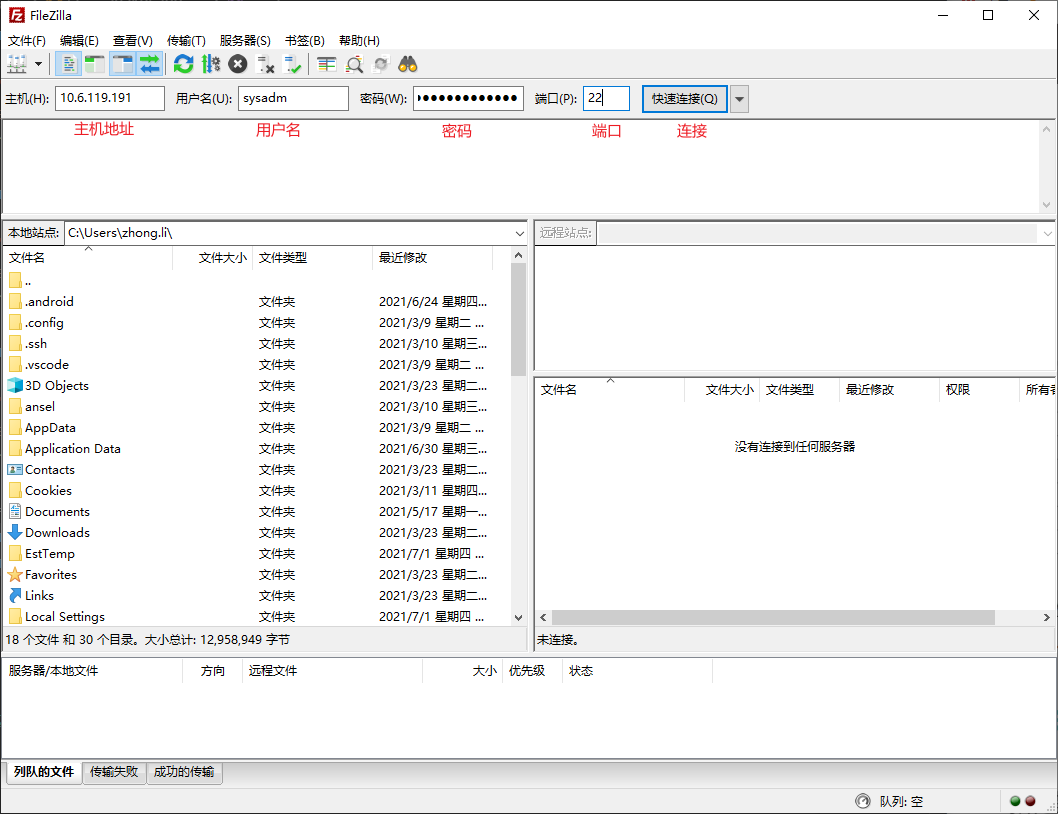 FileZilla
文件(F) 编辑(E) 查看(V) 传输(T) 服务器(S) 书签(B) 帮助(H)
主机(H): 10.6.119.191 用户名(U): sysadm 密码(W): ●●●●●●●●●●●●● 端口(P): 22 快速连接(Q)
主机地址 用户名 密码 端口 连接
本地站点: C:\Users\zhong.li\
文件名 文件大小 文件类型 最近修改
..
.android 文件夹 2021/6/24 星期四...
.config 文件夹 2021/3/9 星期二 ...
.ssh 文件夹 2021/3/10 星期三...
.vscode 文件夹 2021/3/9 星期二 ...
3D Objects 文件夹 2021/3/23 星期二...
ansel 文件夹 2021/3/10 星期三...
AppData 文件夹 2021/3/9 星期二 ...
Application Data 文件夹 2021/6/30 星期三...
Contacts 文件夹 2021/3/23 星期二...
Cookies 文件夹 2021/3/11 星期四...
Documents 文件夹 2021/5/17 星期一...
Downloads 文件夹 2021/3/23 星期二...
EstTemp 文件夹 2021/7/1 星期四 ...
Favorites 文件夹 2021/3/23 星期二...
Links 文件夹 2021/3/23 星期二...
Local Settings 文件夹 2021/7/1 星期四 ...
18 个文件 和 30 个目录。大小总计: 12,958,949 字节
远程站点:
文件名 文件大小 文件类型 最近修改 权限 所有者
没有连接到任何服务器
未连接。
服务器/本地文件 方向 远程文件 大小 优先级 状态
列队的文件 传输失败 成功的传输
队列: 空